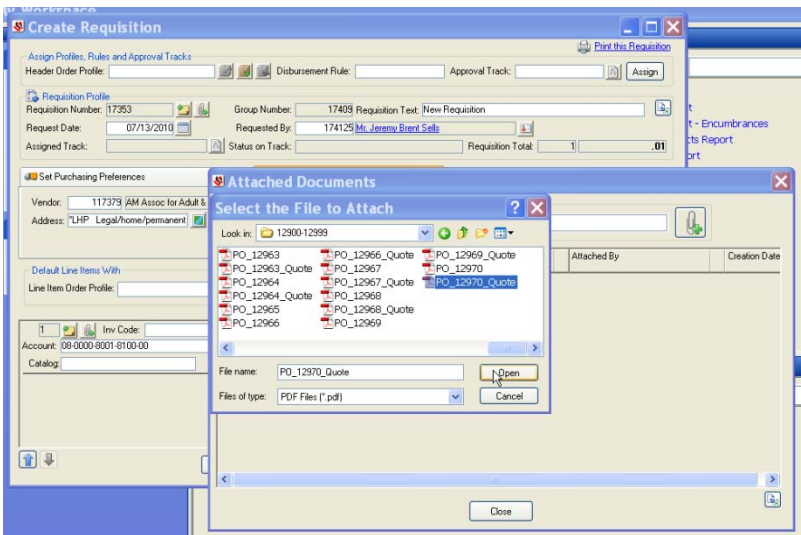 Create Requisition
Print this Requisition
Assign Profiles, Rules and Approval Tracks
Header Order Profile: Disbursement Rule: Approval Track: Assign
Requisition Profile
Requisition Number: 17353 Group Number: 17409 Requisition Text: New Requisition
Request Date: 07/13/2010 Requested By: 174125 Mr. Jeremy Brent Sells
Assigned Track: Status on Track: Requisition Total: 1 .01
t - Encumbrances
cts Report
port
Set Purchasing Preferences
Vendor: 117379 AM Assoc for Adult &
Address: "LHP Legal/home/permanent
Default Line Items With
Line Item Order Profile:
1 Inv Code:
Account: 08-0000-8001-8100-00
Catalog:
Attached Documents
Attached By Creation Date
Select the File to Attach
Look in: 12900-12999
PO_12963 PO_12966_Quote PO_12969_Quote
PO_12963_Quote PO_12967 PO_12970
PO_12964 PO_12967_Quote PO_12970_Quote
PO_12964_Quote PO_12968
PO_12965 PO_12968_Quote
PO_12966 PO_12969
File name: PO_12970_Quote Open
Files of type: PDF Files (*.pdf) Cancel
Close